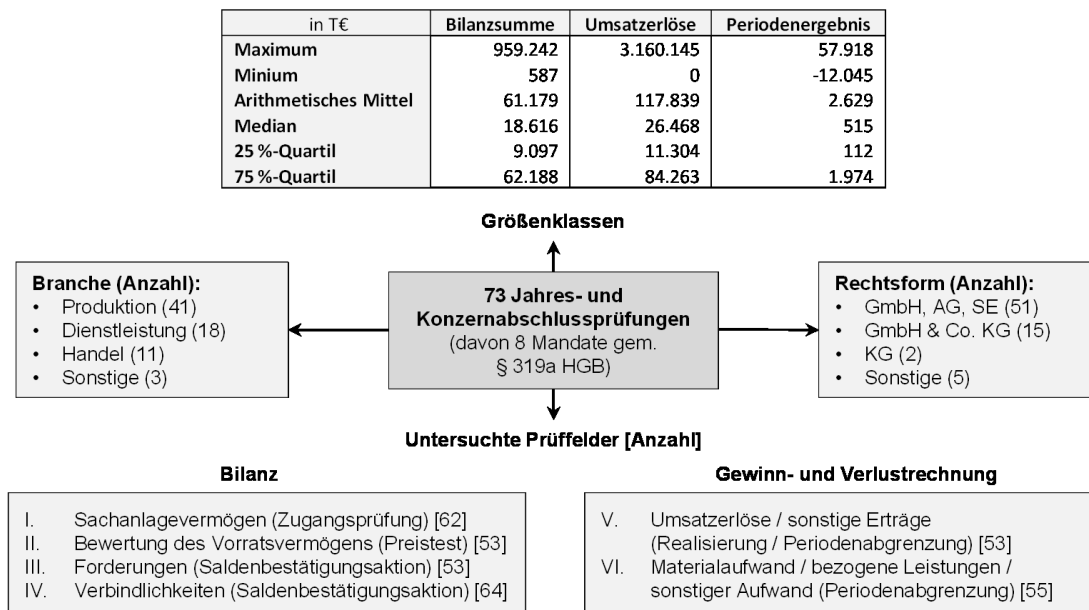 in T€ Bilanzsumme Umsatzerlöse Periodenergebnis
Maximum 959.242 3.160.145 57.918
Minium 587 0 -12.045
Arithmetisches Mittel 61.179 117.839 2.629
Median 18.616 26.468 515
25 %-Quartil 9.097 11.304 112
75 %-Quartil 62.188 84.263 1.974
Größenklassen
Branche (Anzahl):
• Produktion (41)
• Dienstleistung (18)
• Handel (11)
• Sonstige (3)
73 Jahres- und
Konzernabschlussprüfungen
(davon 8 Mandate gem.
§ 319a HGB)
Rechtsform (Anzahl):
• GmbH, AG, SE (51)
• GmbH & Co. KG (15)
• KG (2)
• Sonstige (5)
Untersuchte Prüffelder [Anzahl]
Bilanz
I. Sachanlagevermögen (Zugangsprüfung) [62]
II. Bewertung des Vorratsvermögens (Preistest) [53]
III. Forderungen (Saldenbestätigungsaktion) [53]
IV. Verbindlichkeiten (Saldenbestätigungsaktion) [64]
Gewinn- und Verlustrechnung
V. Umsatzerlöse / sonstige Erträge
(Realisierung / Periodenabgrenzung) [53]
VI. Materialaufwand / bezogene Leistungen /
sonstiger Aufwand (Periodenabgrenzung) [55]